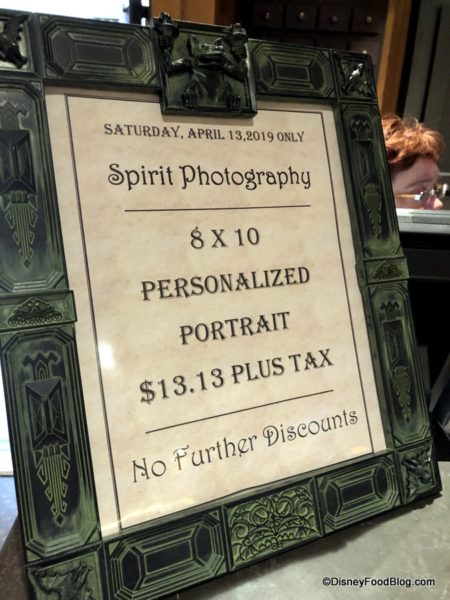 SATURDAY, APRIL 13,2019 ONLY
Spirit Photography
8 X 10
PERSONALIZED
PORTRAIT
$13.13 PLUS TAX
No Further Discounts
©DisneyFoodBlog.com